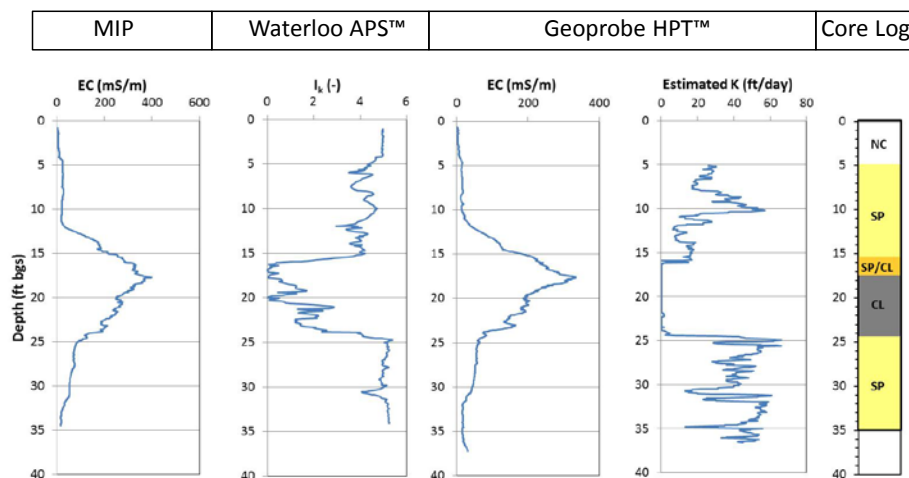 MIP Waterloo APS™ Geoprobe HPT™ Core Log
EC (mS/m) I_k (-) EC (mS/m) Estimated K (ft/day)
0 200 400 600 0 2 4 6 0 200 400 0 20 40 60 80
0 0 0 0 0
NC
5 5 5 5 5
10 10 10 10 10
SP
15 15 15 15 15
SP/CL
Depth (ft bgs)
20 20 20 20 20
CL
25 25 25 25 25
30 30 30 30 30
SP
35 35 35 35 35
40 40 40 40 40